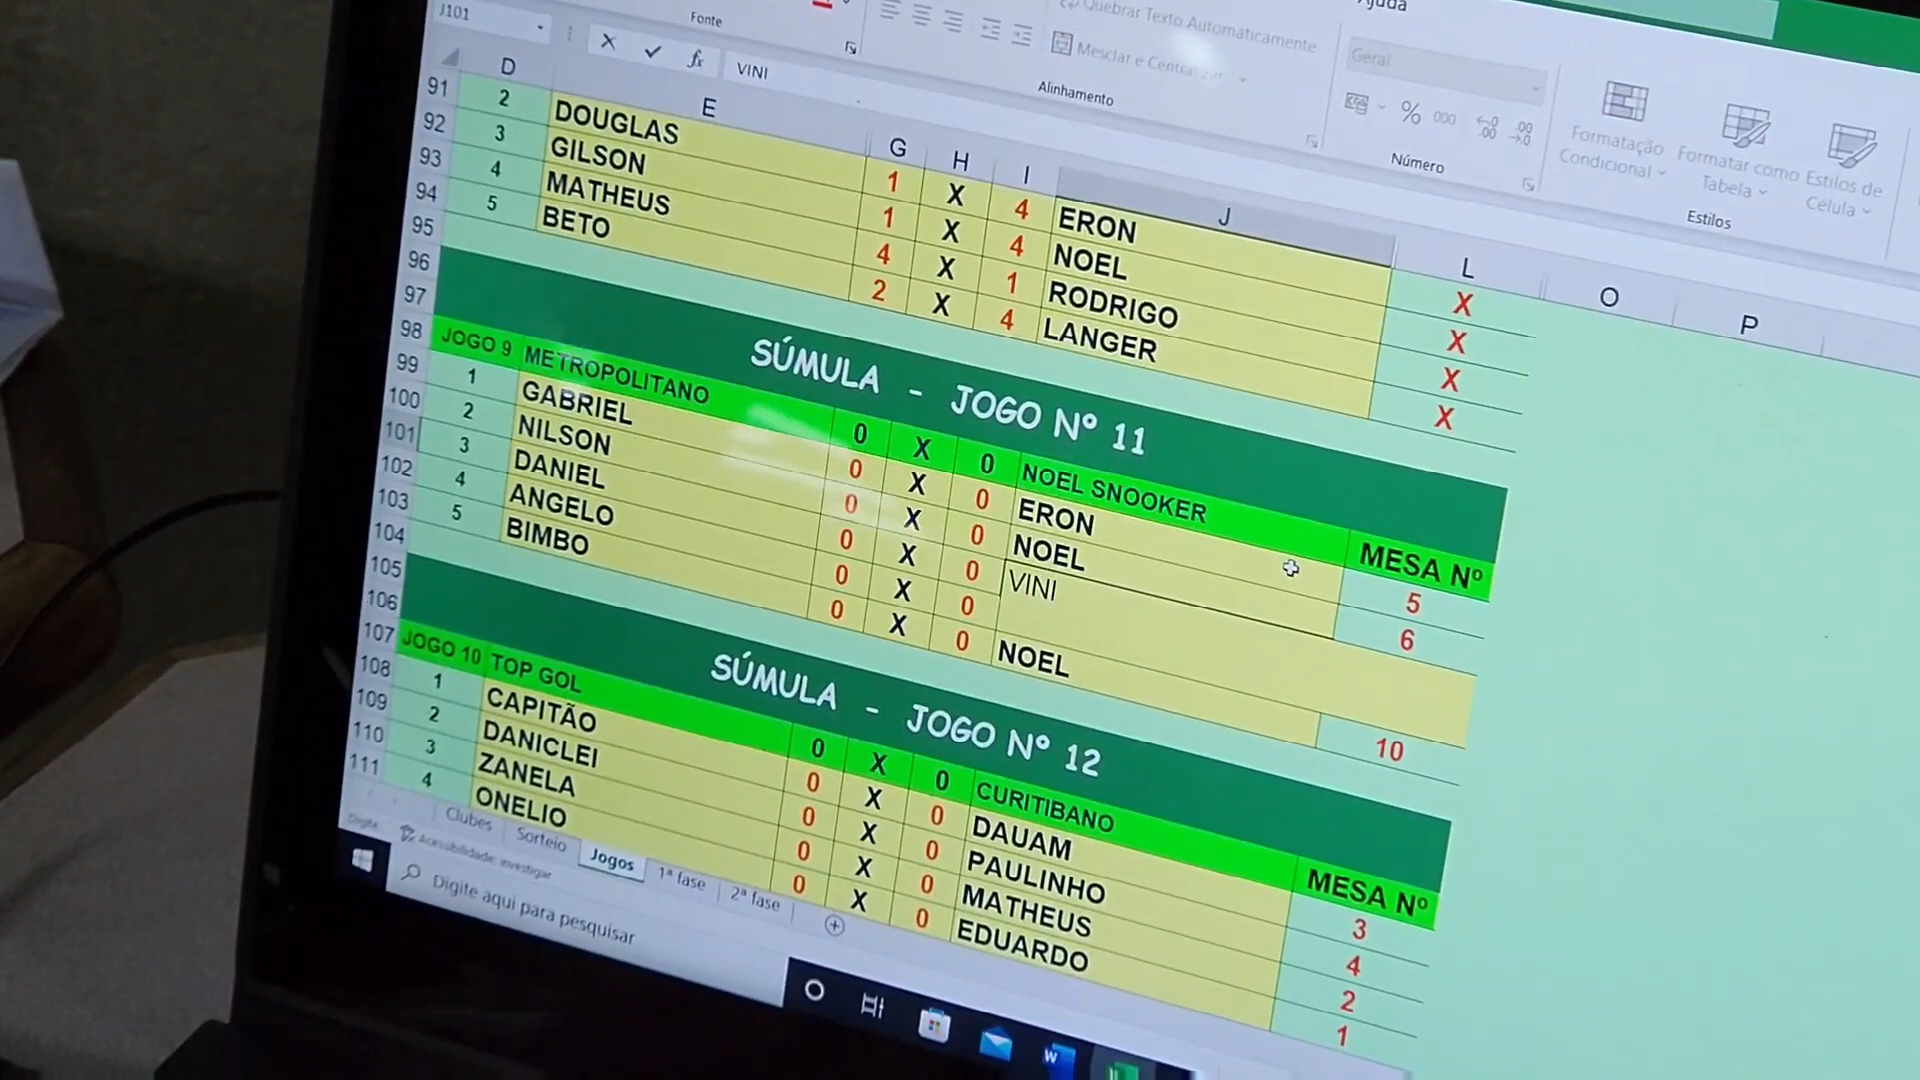 J101
Fonte
Quebrar Texto Automaticamente
Mesclar e Centralizar
Alinhamento
Ajuda
Geral
% 000
Número
Formatação Condicional
Formatar como Tabela
Estilos de Célula
Estilos
fx VINI
D E G H I J L O P
91 2 DOUGLAS 1 X 4 ERON X
92 3 GILSON 1 X 4 NOEL X
93 4 MATHEUS 4 X 1 RODRIGO X
94 5 BETO 2 X 4 LANGER X
95
96
97 SÚMULA - JOGO Nº 11
98 JOGO 9 METROPOLITANO 0 X 0 NOEL SNOOKER MESA Nº
99 1 GABRIEL 0 X 0 ERON 5
100 2 NILSON 0 X 0 NOEL 6
101 3 DANIEL 0 X 0 VINI
102 4 ANGELO 0 X 0
103 5 BIMBO 0 X 0 NOEL 10
104
105
106 SÚMULA - JOGO Nº 12
107 JOGO 10 TOP GOL 0 X 0 CURITIBANO MESA Nº
108 1 CAPITÃO 0 X 0 DAUAM 3
109 2 DANICLEI 0 X 0 PAULINHO 4
110 3 ZANELA 0 X 0 MATHEUS 2
111 4 ONELIO 0 X 0 EDUARDO 1
Clubes Sorteio Jogos 1ª fase 2ª fase
Digite Acessibilidade: investigar
Digite aqui para pesquisar
W